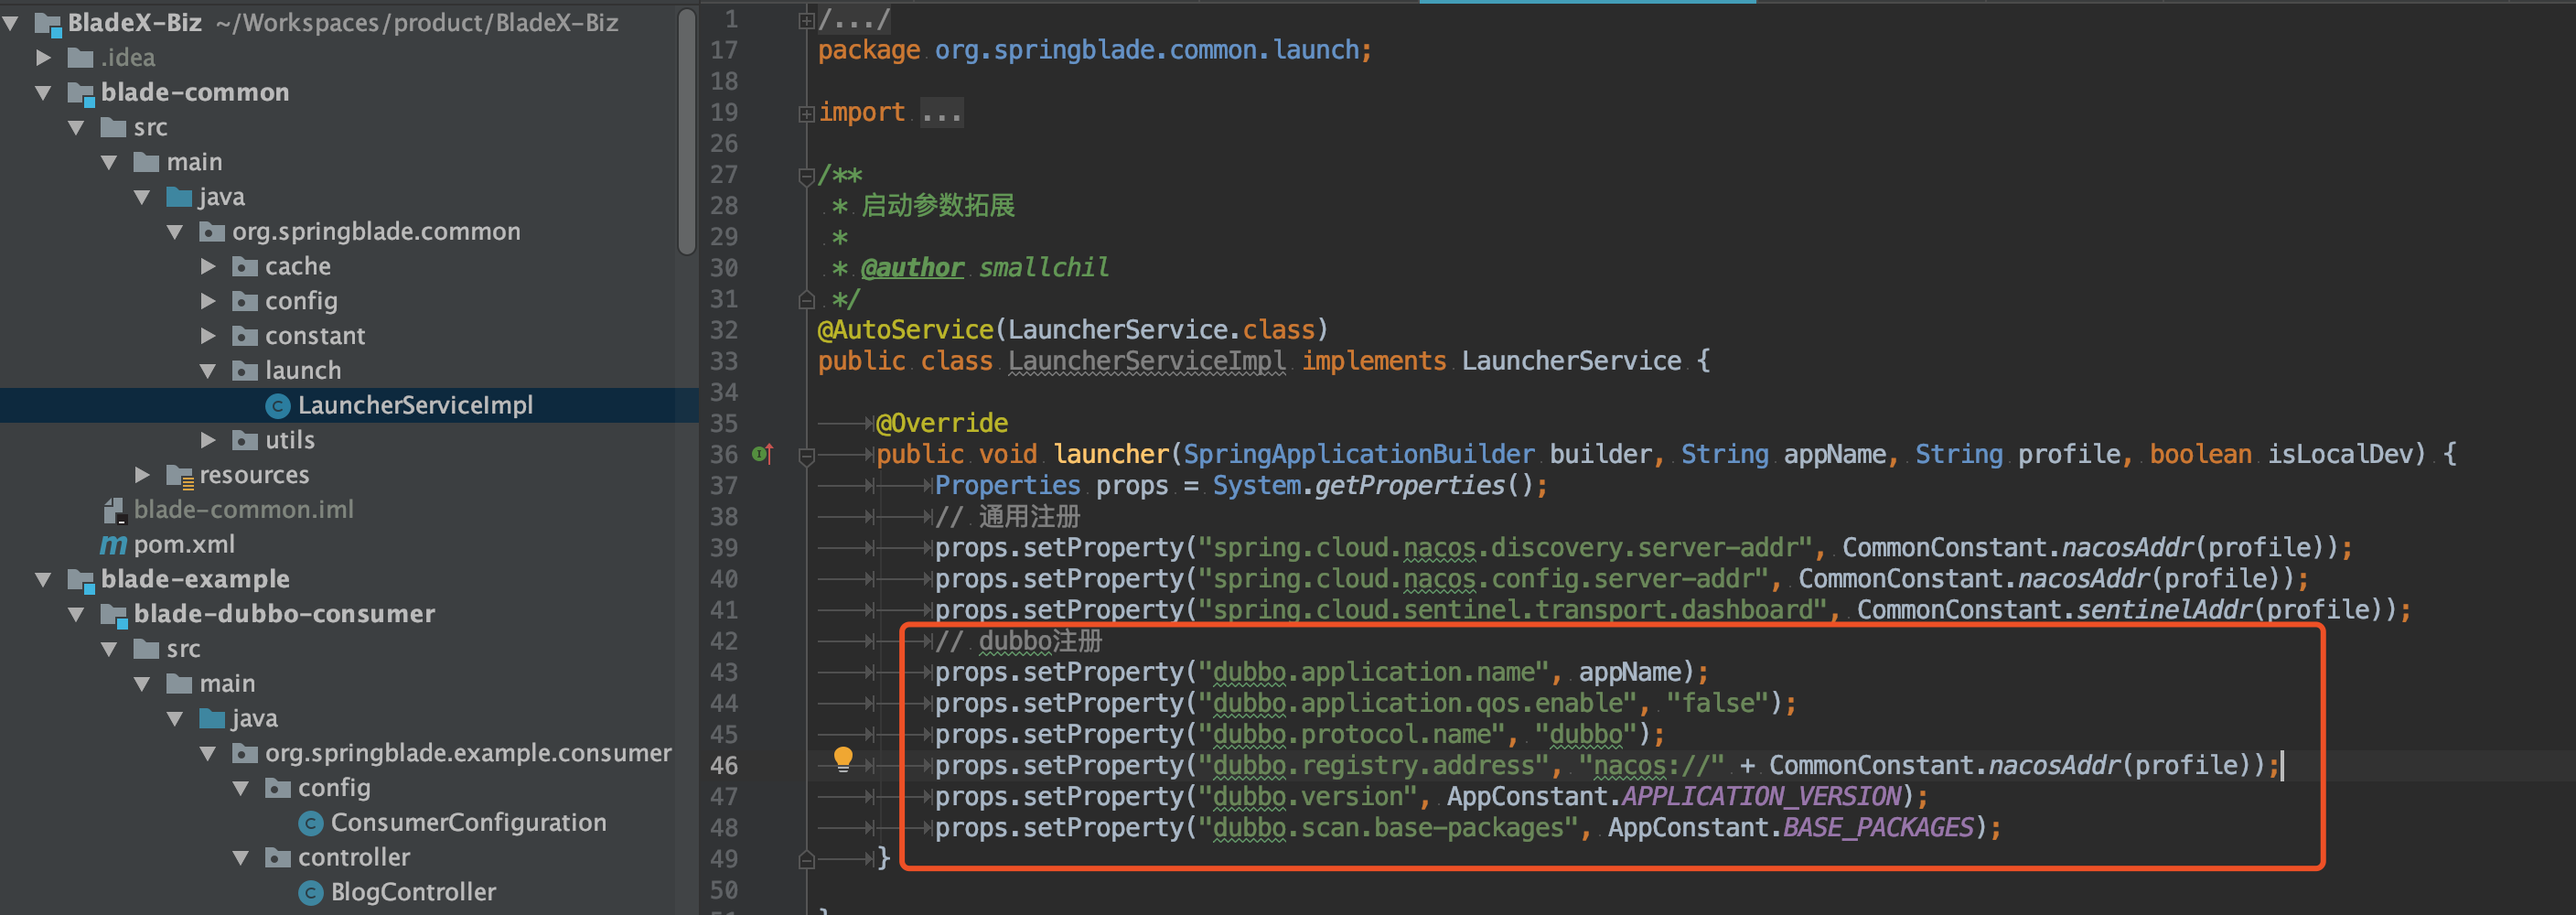 BladeX-Biz ~/Workspaces/product/BladeX-Biz
.idea
blade-common
src
main
java
org.springblade.common
cache
config
constant
launch
LauncherServiceImpl
utils
resources
blade-common.iml
pom.xml
blade-example
blade-dubbo-consumer
src
main
java
org.springblade.example.consumer
config
ConsumerConfiguration
controller
BlogController
1 /.../
17 package org.springblade.common.launch;
18
19 import ...
26
27 /**
28 * 启动参数拓展
29 *
30 * @author smallchil
31 */
32 @AutoService(LauncherService.class)
33 public class LauncherServiceImpl implements LauncherService {
34
35 @Override
36 public void launcher(SpringApplicationBuilder builder, String appName, String profile, boolean isLocalDev) {
37 Properties props = System.getProperties();
38 // 通用注册
39 props.setProperty("spring.cloud.nacos.discovery.server-addr", CommonConstant.nacosAddr(profile));
40 props.setProperty("spring.cloud.nacos.config.server-addr", CommonConstant.nacosAddr(profile));
41 props.setProperty("spring.cloud.sentinel.transport.dashboard", CommonConstant.sentinelAddr(profile));
42 // dubbo注册
43 props.setProperty("dubbo.application.name", appName);
44 props.setProperty("dubbo.application.qos.enable", "false");
45 props.setProperty("dubbo.protocol.name", "dubbo");
46 props.setProperty("dubbo.registry.address", "nacos://" + CommonConstant.nacosAddr(profile));
47 props.setProperty("dubbo.version", AppConstant.APPLICATION_VERSION);
48 props.setProperty("dubbo.scan.base-packages", AppConstant.BASE_PACKAGES);
49 }
50